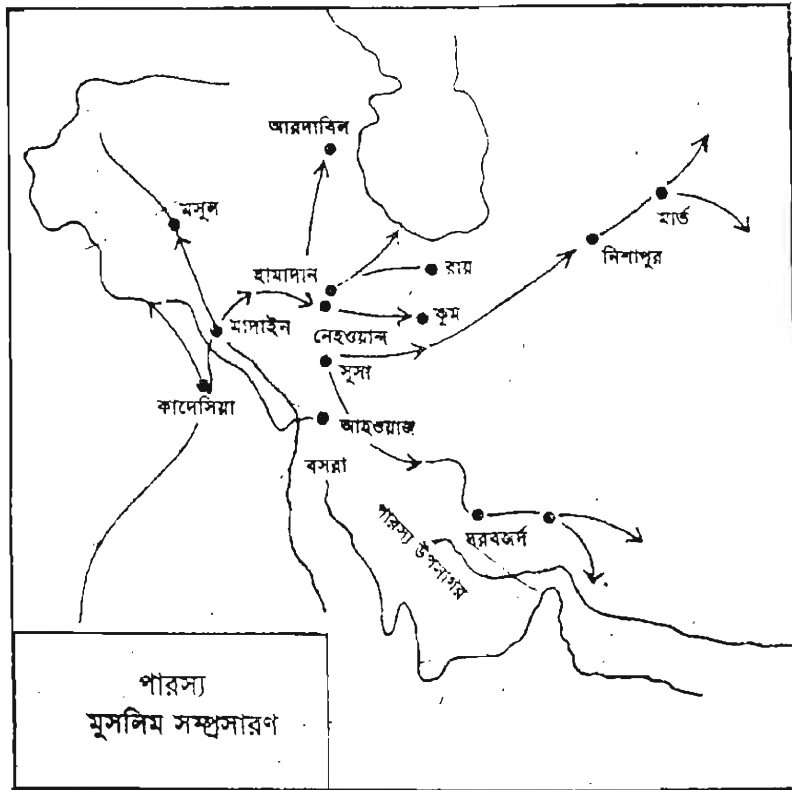 আরদাবিল
মসুল
মার্ভ
নিশাপুর
হামাদান
রায়
কুম
মাদাইন
নেহওয়ান্দ
সুসা
কাদেসিয়া
আহওয়াজ
বসরা
পারস্য উপসাগর
পারস্য
মুসলিম সম্প্রসারণ